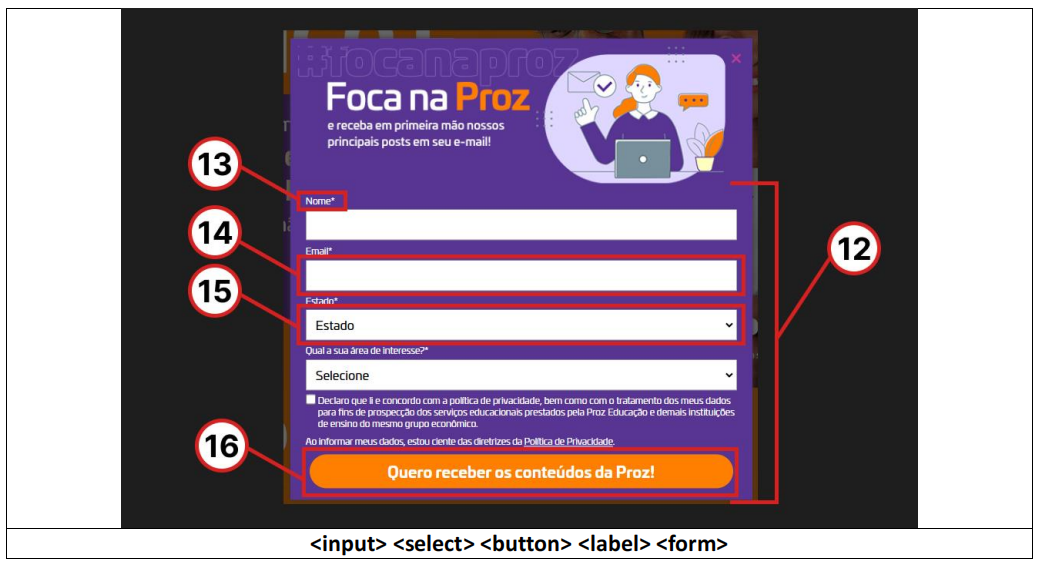 #focanaproz
Foca na Proz
e receba em primeira mão nossos
principais posts em seu e-mail!
×
13
Nome*
14
Email*
12
15
Estado*
Estado
Qual a sua área de interesse?*
Selecione
Declaro que li e concordo com a política de privacidade, bem como com o tratamento dos meus dados
para fins de prospecção dos serviços educacionais prestados pela Proz Educação e demais instituições
de ensino do mesmo grupo econômico.
16
Ao informar meus dados, estou ciente das diretrizes da Política de Privacidade.
Quero receber os conteúdos da Proz!
<input> <select> <button> <label> <form>